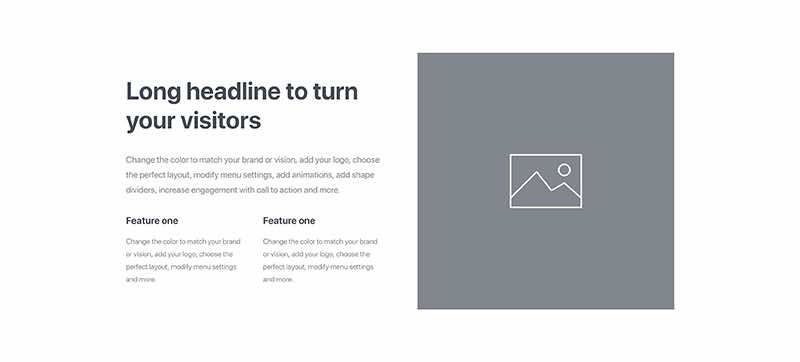 Long headline to turn
your visitors
Change the color to match your brand or vision, add your logo, choose
the perfect layout, modify menu settings, add animations, add shape
dividers, increase engagement with call to action and more.
Feature one
Change the color to match your brand
or vision, add your logo, choose the
perfect layout, modify menu settings
and more.
Feature one
Change the color to match your brand
or vision, add your logo, choose the
perfect layout, modify menu settings
and more.